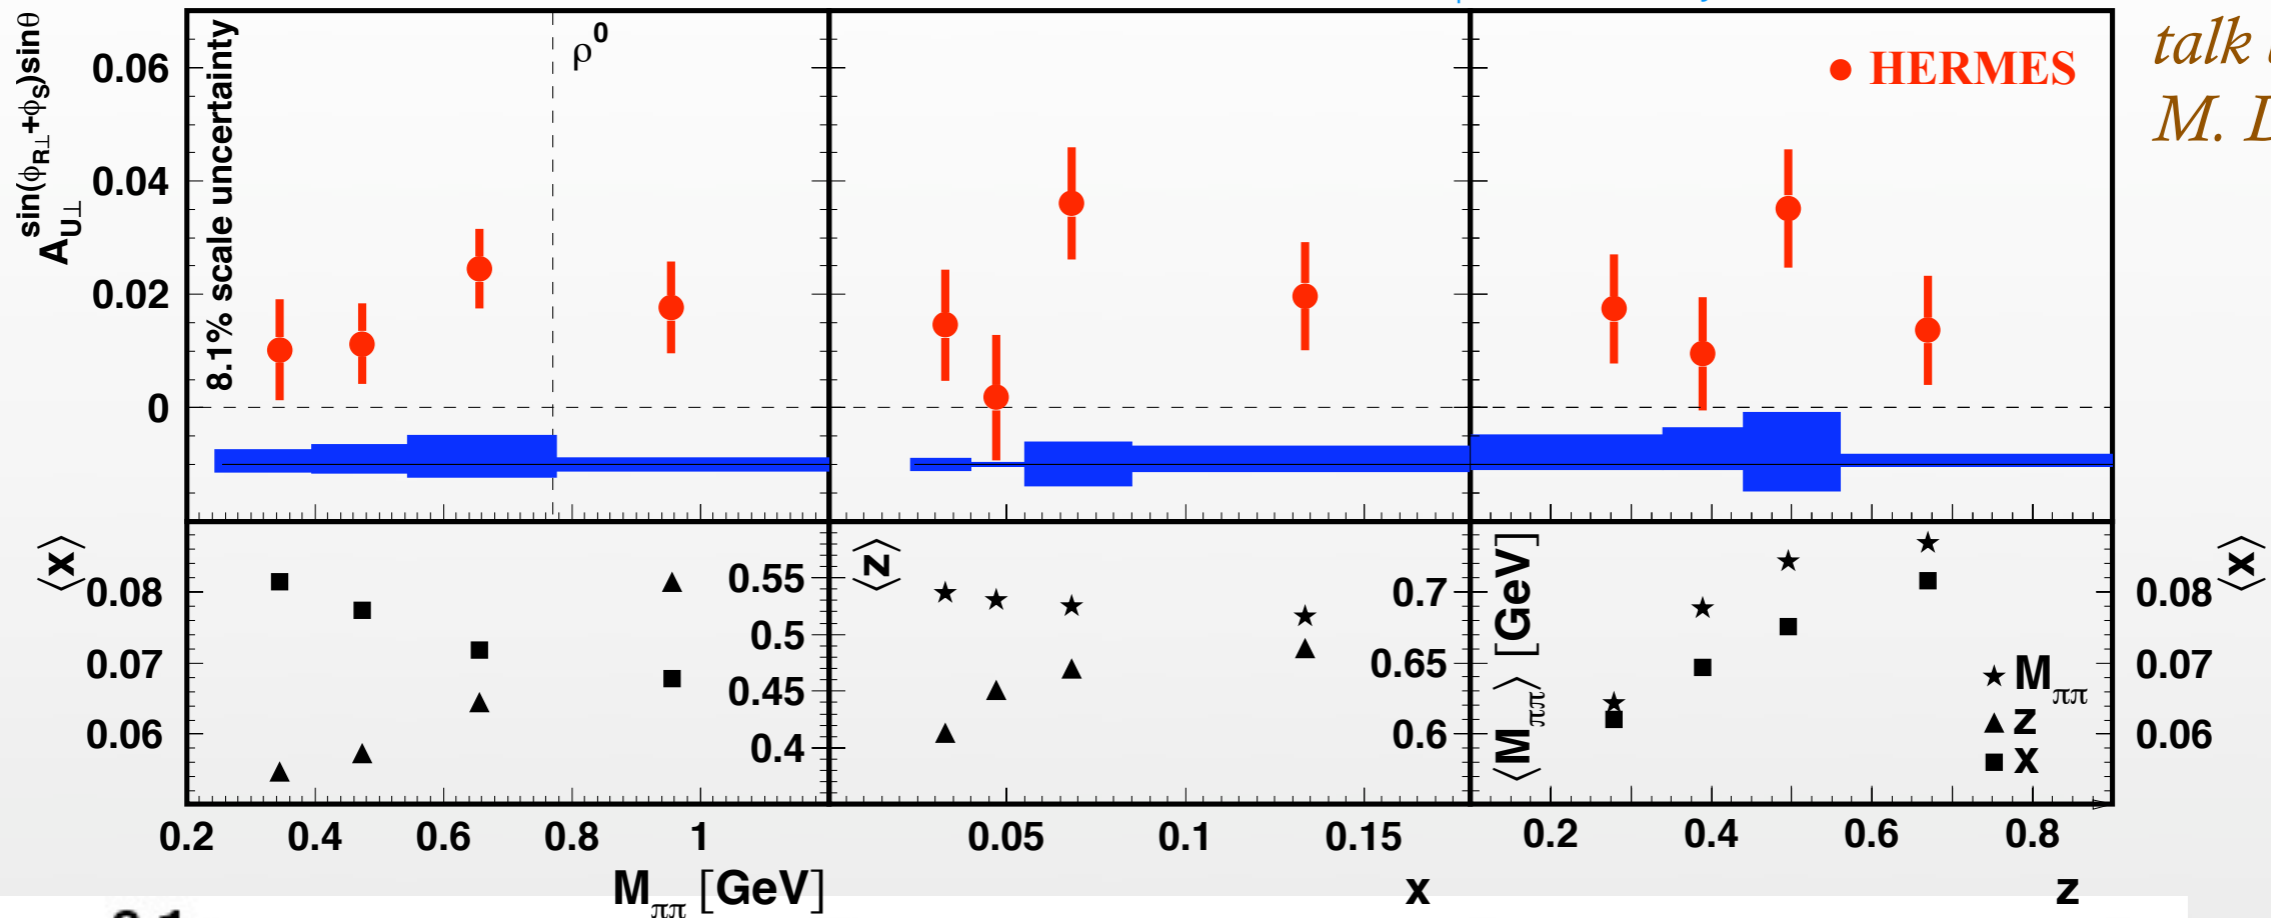 talk
M.
sin(ϕR⊥+ϕS)sinθ
AU⊥
8.1% scale uncertainty
ρ0
HERMES
0.06
0.04
0.02
0
⟨x⟩
0.08
0.07
0.06
⟨z⟩
0.55
0.5
0.45
0.4
⟨Mππ⟩ [GeV]
0.7
0.65
0.6
⟨x⟩
0.08
0.07
0.06
Mππ
z
x
0.2 0.4 0.6 0.8 1
0.05 0.1 0.15
0.2 0.4 0.6 0.8
Mππ [GeV]
x
z